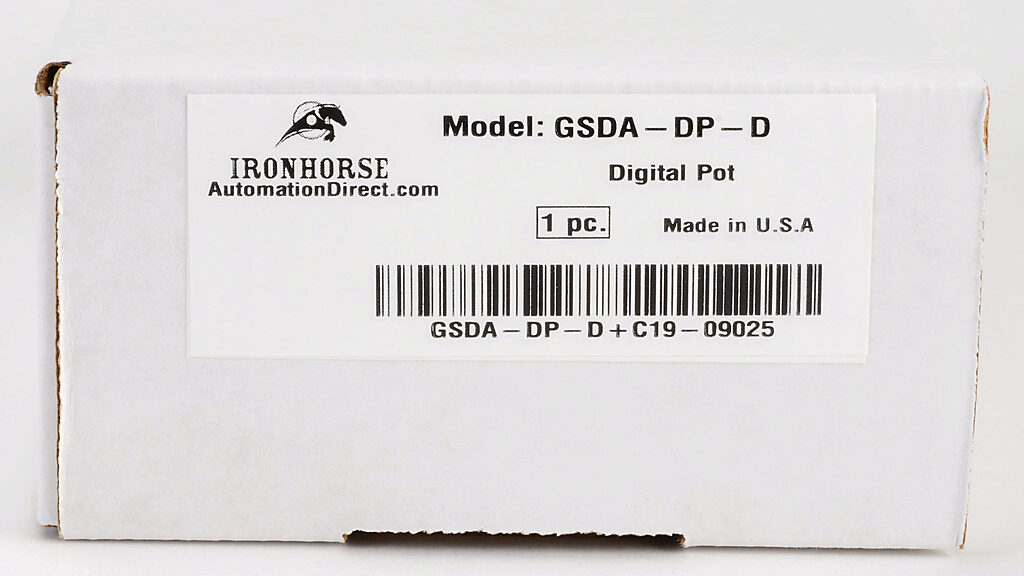 IRONHORSE
AutomationDirect.com
Model: GSDA-DP-D
Digital Pot
1 pc.
Made in U.S.A
GSDA-DP-D+C19-09025